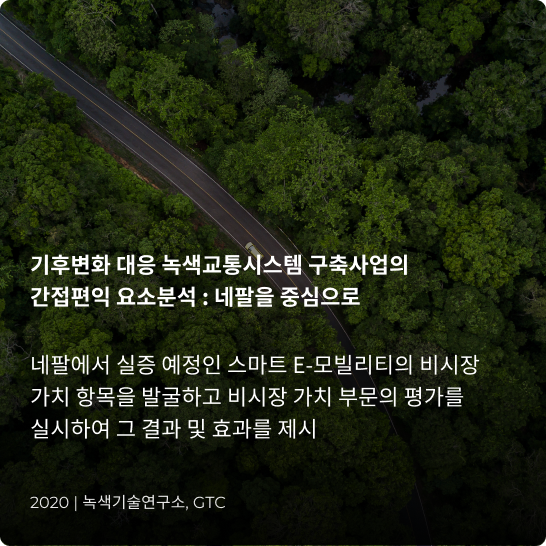 기후변화 대응 녹색교통시스템 구축사업의
간접편익 요소분석 : 네팔을 중심으로
네팔에서 실증 예정인 스마트 E-모빌리티의 비시장
가치 항목을 발굴하고 비시장 가치 부문의 평가를
실시하여 그 결과 및 효과를 제시
2020 | 녹색기술연구소, GTC